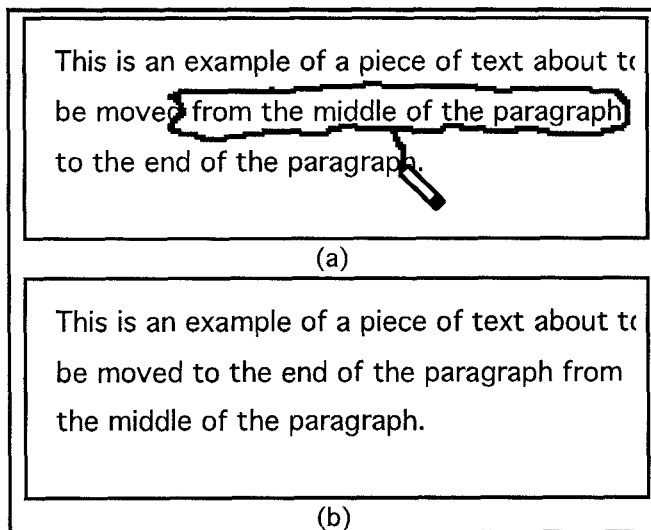 This is an example of a piece of text about to
be moved from the middle of the paragraph
to the end of the paragraph.
(a)
This is an example of a piece of text about to
be moved to the end of the paragraph from
the middle of the paragraph.
(b)